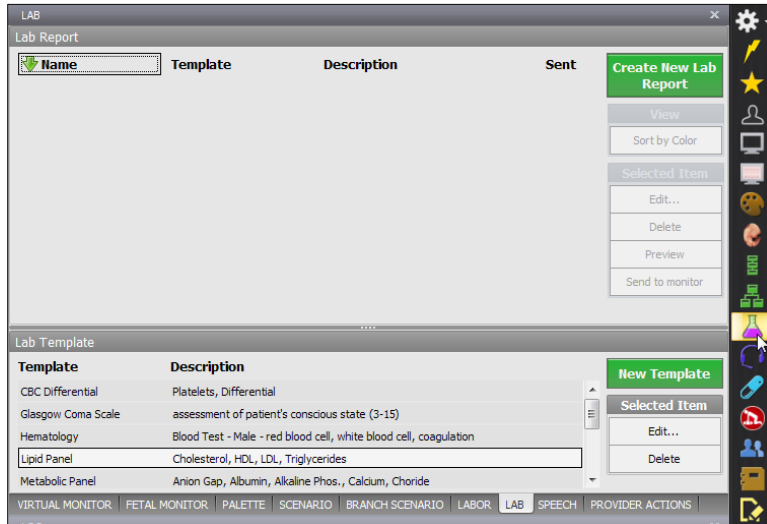 LAB
Lab Report
Name Template Description Sent
Create New Lab
Report
View
Sort by Color
Selected Item
Edit...
Delete
Preview
Send to monitor
Lab Template
Template Description
New Template
CBC Differential Platelets, Differential
Glasgow Coma Scale assessment of patient's conscious state (3-15)
Hematology Blood Test - Male - red blood cell, white blood cell, coagulation
Lipid Panel Cholesterol, HDL, LDL, Triglycerides
Metabolic Panel Anion Gap, Albumin, Alkaline Phos., Calcium, Choride
Selected Item
Edit...
Delete
VIRTUAL MONITOR FETAL MONITOR PALETTE SCENARIO BRANCH SCENARIO LABOR LAB SPEECH PROVIDER ACTIONS